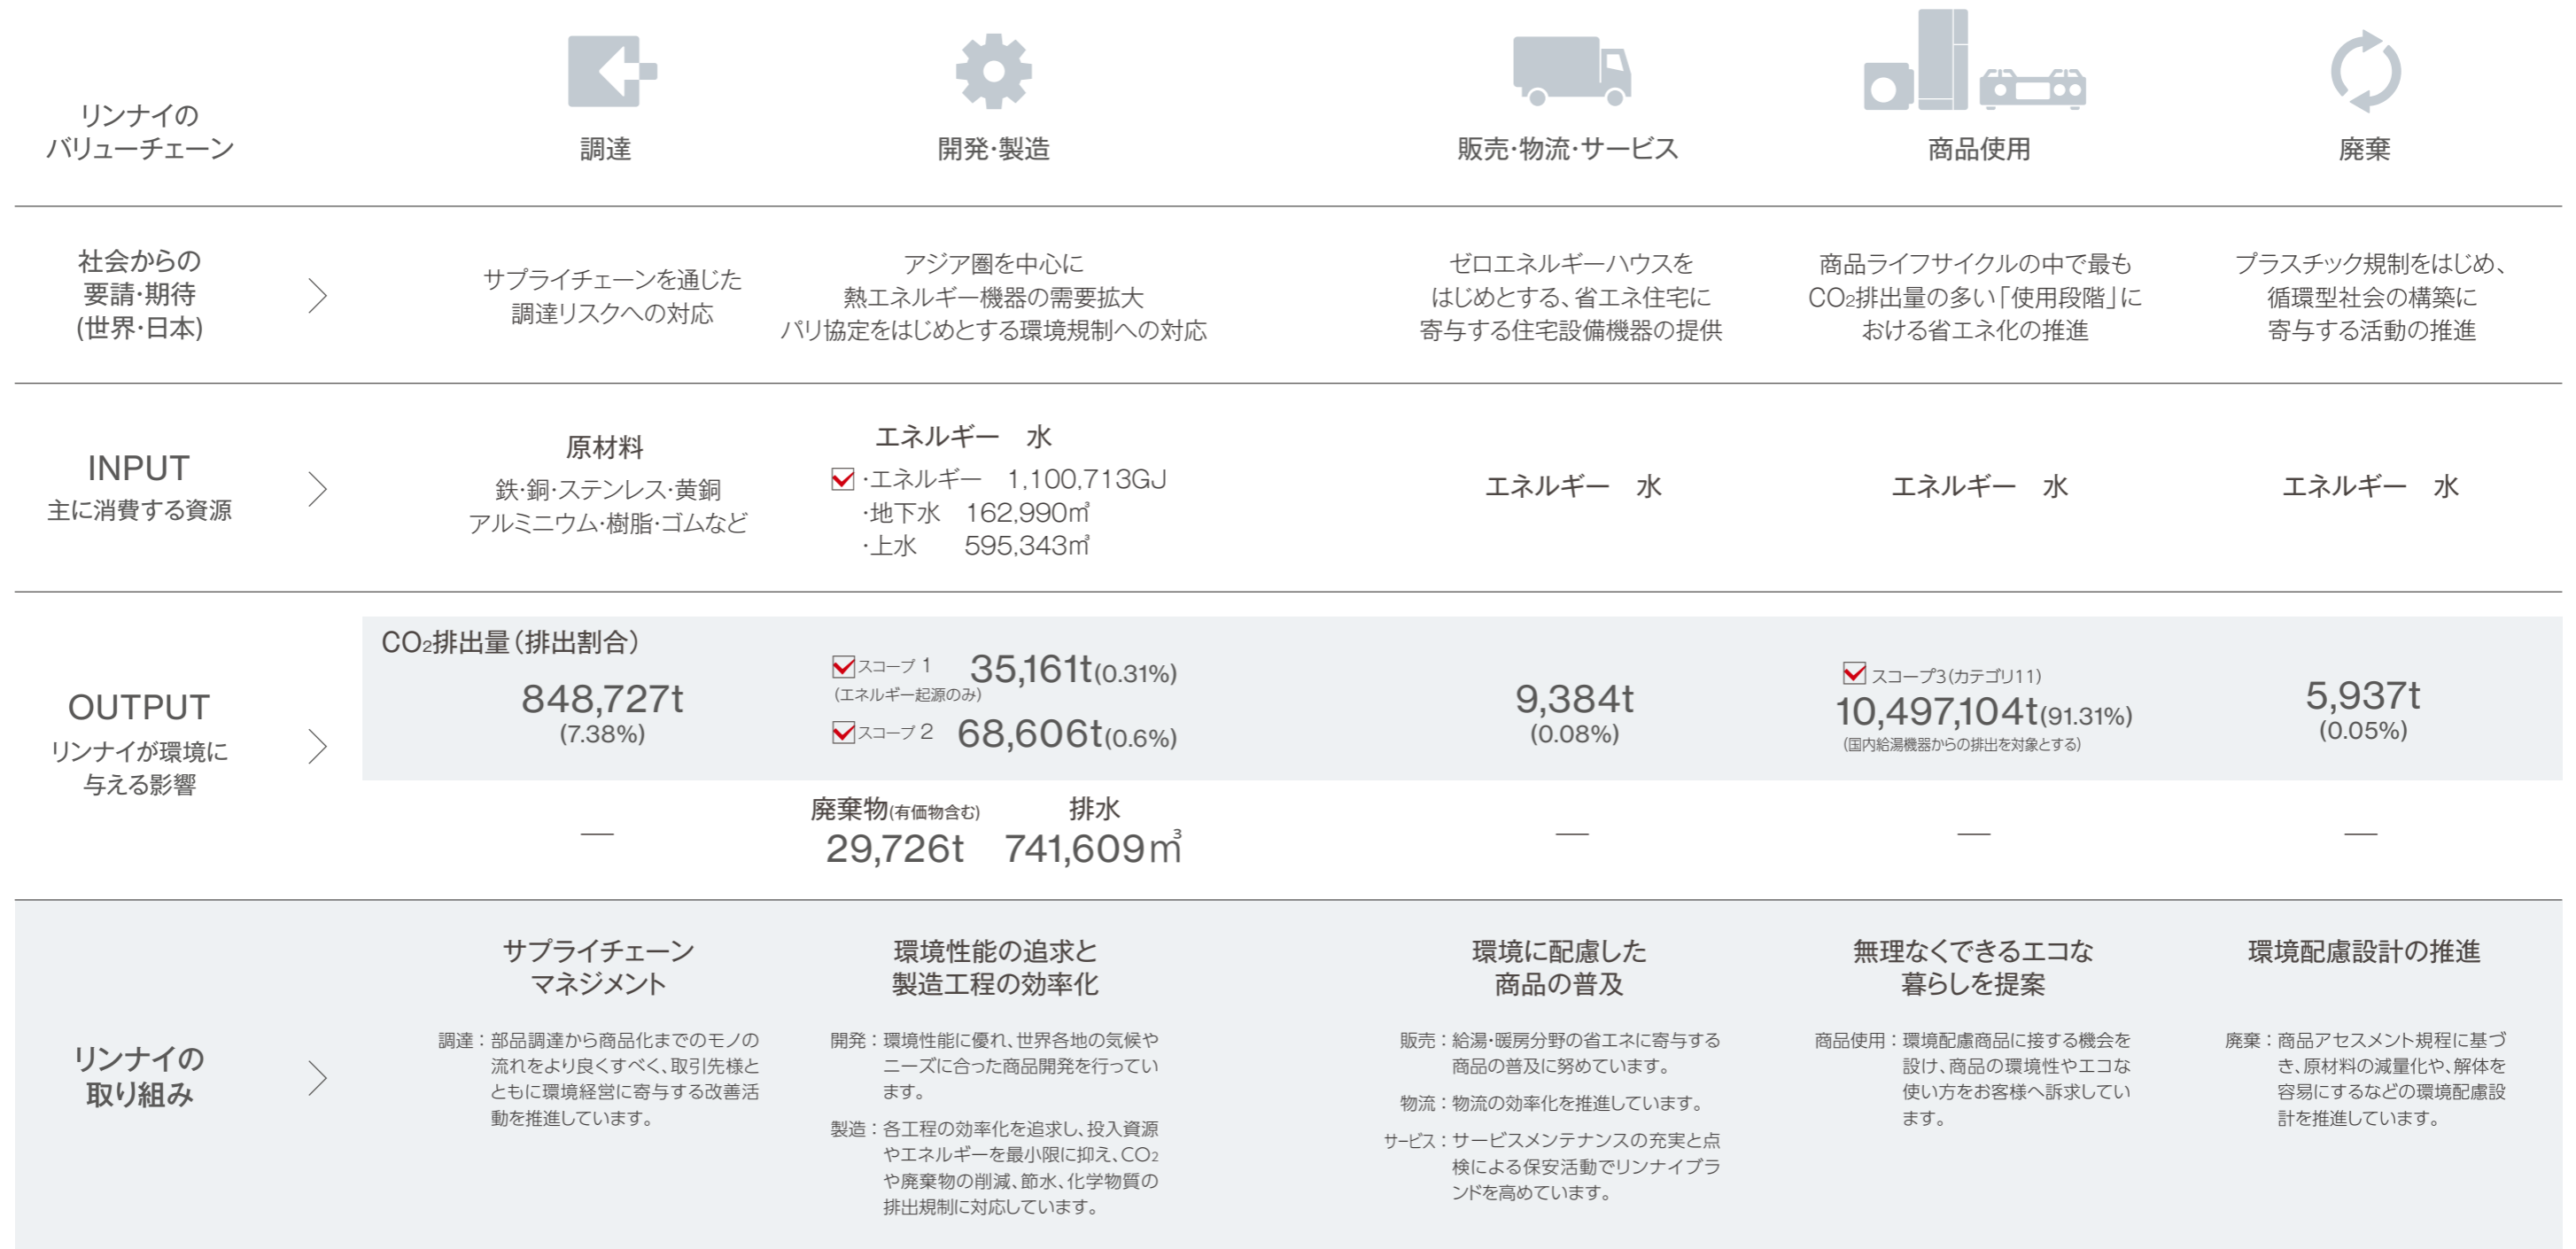 リンナイの
バリューチェーン
調達
開発・製造
販売・物流・サービス
商品使用
廃棄
社会からの
要請・期待
(世界・日本)
サプライチェーンを通じた
調達リスクへの対応
アジア圏を中心に
熱エネルギー機器の需要拡大
パリ協定をはじめとする環境規制への対応
ゼロエネルギーハウスを
はじめとする、省エネ住宅に
寄与する住宅設備機器の提供
商品ライフサイクルの中で最も
CO₂排出量の多い「使用段階」に
おける省エネ化の推進
プラスチック規制をはじめ、
循環型社会の構築に
寄与する活動の推進
INPUT
主に消費する資源
原材料
鉄・銅・ステンレス・黄銅
アルミニウム・樹脂・ゴムなど
エネルギー 水
・エネルギー 1,100,713GJ
・地下水 162,990㎥
・上水 595,343㎥
エネルギー 水
エネルギー 水
エネルギー 水
OUTPUT
リンナイが環境に
与える影響
CO₂排出量（排出割合）
848,727t
(7.38%)
スコープ 1 35,161t(0.31%)
(エネルギー起源のみ)
スコープ 2 68,606t(0.6%)
9,384t
(0.08%)
スコープ3(カテゴリ11)
10,497,104t(91.31%)
(国内給湯機器からの排出を対象とする)
5,937t
(0.05%)
—
廃棄物(有価物含む) 排水
29,726t 741,609㎥
—
—
—
リンナイの
取り組み
サプライチェーン
マネジメント
調達：部品調達から商品化までのモノの
流れをより良くすべく、取引先様と
ともに環境経営に寄与する改善活
動を推進しています。
環境性能の追求と
製造工程の効率化
開発：環境性能に優れ、世界各地の気候や
ニーズに合った商品開発を行ってい
ます。
製造：各工程の効率化を追求し、投入資源
やエネルギーを最小限に抑え、CO₂
や廃棄物の削減、節水、化学物質の
排出規制に対応しています。
環境に配慮した
商品の普及
販売：給湯・暖房分野の省エネに寄与する
商品の普及に努めています。
物流：物流の効率化を推進しています。
サービス：サービスメンテナンスの充実と点
検による保安活動でリンナイブラ
ンドを高めています。
無理なくできるエコな
暮らしを提案
商品使用：環境配慮商品に接する機会を
設け、商品の環境性やエコな
使い方をお客様へ訴求してい
ます。
環境配慮設計の推進
廃棄：商品アセスメント規程に基づ
き、原材料の減量化や、解体を
容易にするなどの環境配慮設
計を推進しています。